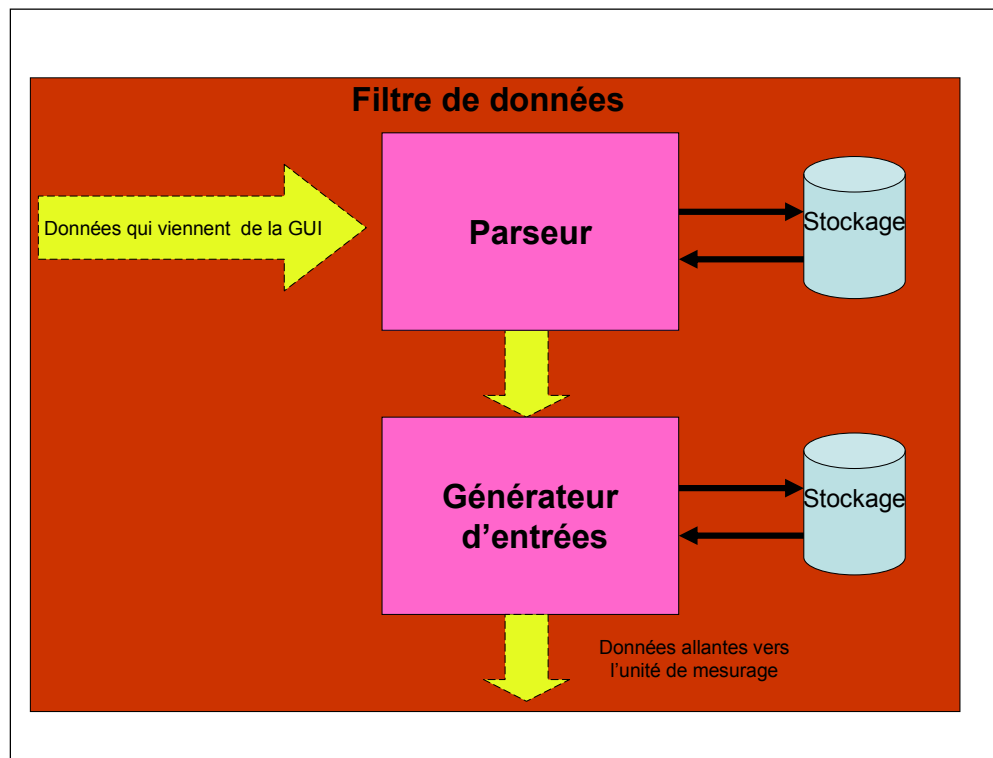 Filtre de données
Données qui viennent de la GUI
Parseur
Stockage
Générateur
d'entrées
Stockage
Données allantes vers
l'unité de mesurage